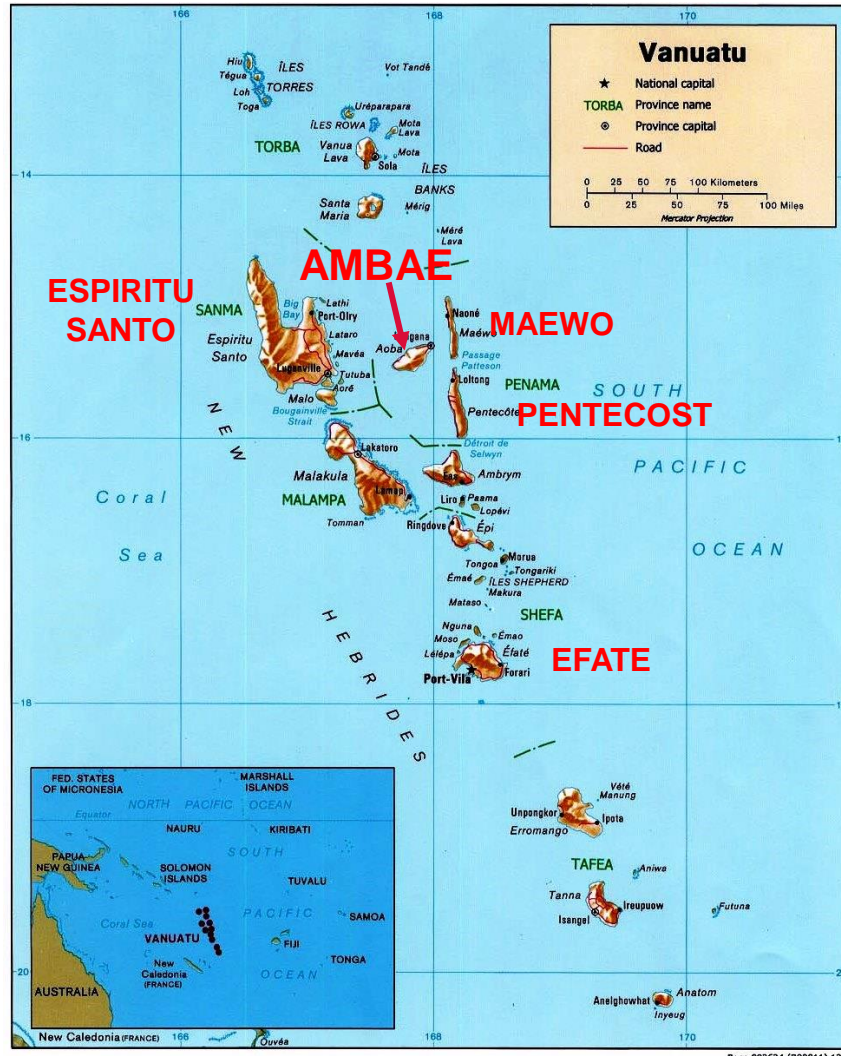 166
168
170
Vanuatu
National capital
TORBA Province name
Province capital
Road
0 25 50 75 100 Kilometers
0 25 50 75 100 Miles
Mercator Projection
Hiu
Tégua
Loh
Toga
ÎLES
TORRES
Vot Tandé
Uréparapara
ÎLES ROWA
Mota
Lava
TORBA
Vanua
Lava
Sola
Mota
14
ÎLES
BANKS
Santa
Maria
Mérig
Méré
Lava
AMBAE
ESPIRITU
SANTO
SANMA
Big
Bay
Lathi
Port-Olry
Espiritu
Santo
Lataro
Mavéa
Luganville
Tutuba
Aoré
Malo
Bougainville
Strait
Aoba
Naoné
Maéwo
MAEWO
Passage
Patteson
Loltong
PENAMA
PENTECOST
Pentecôte
SOUTH
PACIFIC
OCEAN
NEW
HEBRIDES
16
Détroit de
Selwyn
Lakatoro
Malakula
MALAMPA
Lamap
Tomman
Eas
Ambrym
Liro
Paama
Lopévi
Ringdove
Épi
Coral
Sea
Morua
Tongoa
Tongariki
Émaé
ÎLES SHEPHERD
Makura
Mataso
SHEFA
Nguna
Moso
Émao
Lélépa
Éfaté
EFATE
Port-Vila
Forari
18
Vété
Manung
Unpongkor
Ipota
Erromango
TAFEA
Aniwa
Tanna
Ireupuow
Isangel
Futuna
20
Anelghowhat
Anatom
Inyeug
FED. STATES
OF MICRONESIA
MARSHALL
ISLANDS
NORTH PACIFIC OCEAN
Equator
NAURU
KIRIBATI
PAPUA
NEW GUINEA
SOLOMON
ISLANDS
SOUTH
TUVALU
Coral Sea
PACIFIC
SAMOA
VANUATU
FIJI
New
Caledonia
(FRANCE)
TONGA
OCEAN
AUSTRALIA
New Caledonia (FRANCE)
166
Ouvéa
168
170